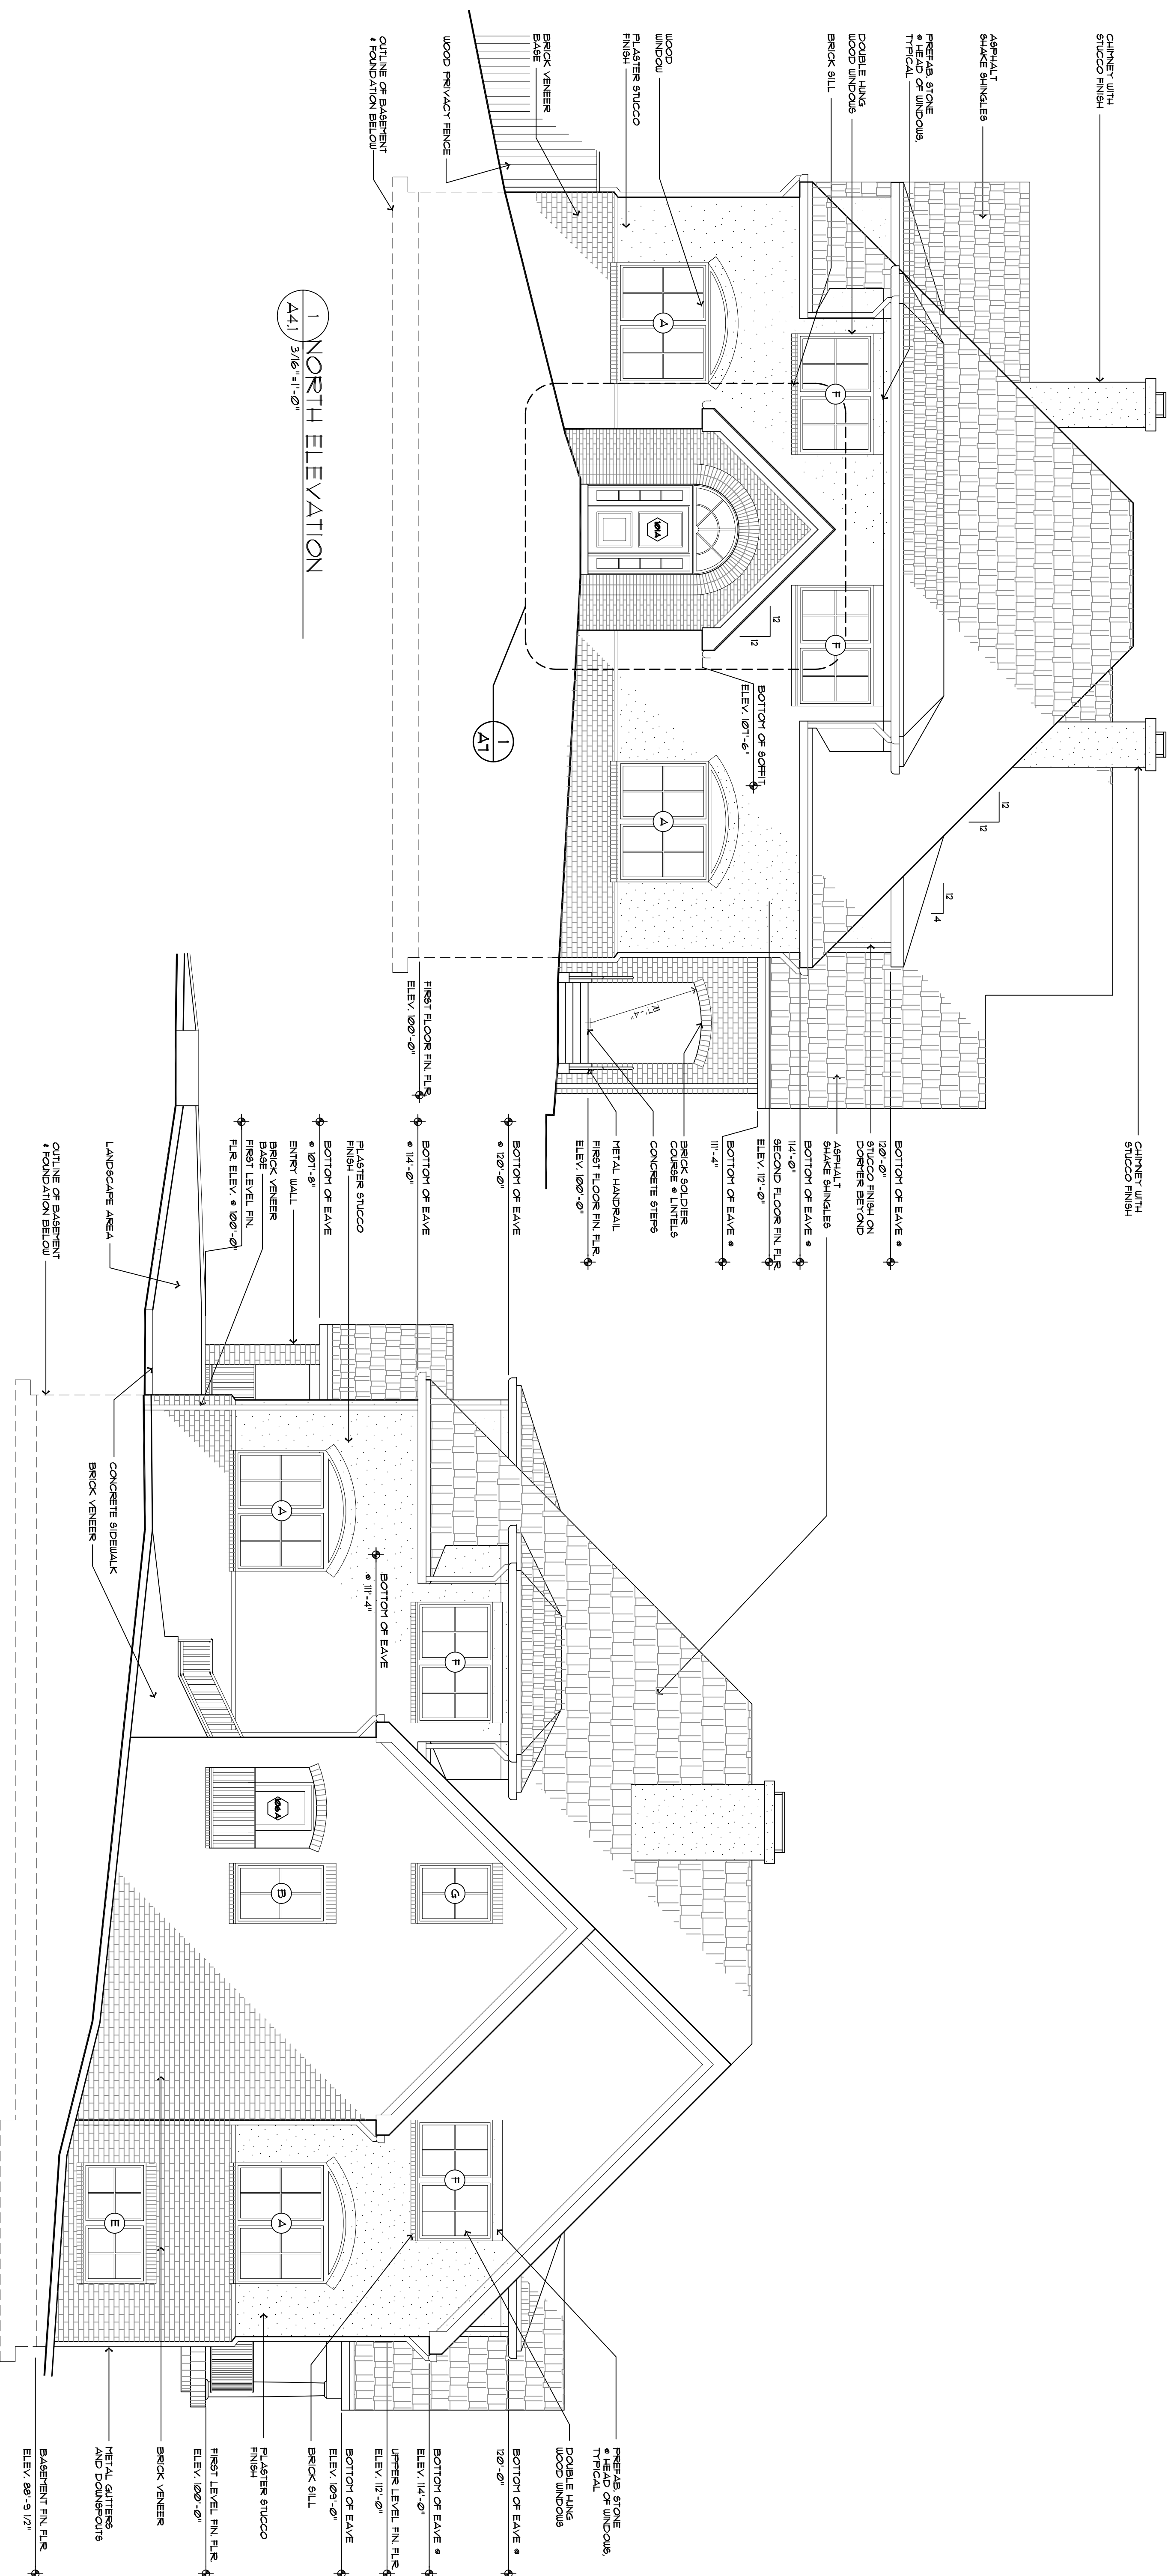 CHIMNEY WITH
STUCCO FINISH
ASPHALT
SHAKE SHINGLES
PREFAB. STONE
@ HEAD OF WINDOWS,
TYPICAL
DOUBLE HUNG
WOOD WINDOWS
BRICK SILL
WOOD
WINDOW
PLASTER STUCCO
FINISH
BRICK VENEER
BASE
WOOD PRIVACY FENCE
OUTLINE OF BASEMENT
& FOUNDATION BELOW
A
F
101A
F
A
12
12
12
12
12
4
BOTTOM OF SOFFIT
ELEV. 107'-6"
1
A7
1
A4.1
NORTH ELEVATION
3/16"=1'-0"
FIRST FLOOR FIN. FLR.
ELEV. 100'-0"
CHIMNEY WITH
STUCCO FINISH
BOTTOM OF EAVE @
120'-0"
STUCCO FINISH ON
DORMER BEYOND
BOTTOM OF EAVE @
114'-0"
ASPHALT
SHAKE SHINGLES
SECOND FLOOR FIN. FLR.
ELEV. 112'-0"
BOTTOM OF EAVE @
111'-4"
BRICK SOLDIER
COURSE @ LINTELS
CONCRETE STEPS
METAL HANDRAIL
FIRST FLOOR FIN. FLR.
ELEV. 100'-0"
BOTTOM OF EAVE
@ 120'-0"
BOTTOM OF EAVE
@ 114'-0"
PLASTER STUCCO
FINISH
BOTTOM OF EAVE
@ 107'-8"
ENTRY WALL
BRICK VENEER
BASE
FIRST LEVEL FIN.
FLR. ELEV. @ 100'-0"
LANDSCAPE AREA
OUTLINE OF BASEMENT
& FOUNDATION BELOW
CONCRETE SIDEWALK
BRICK VENEER
BOTTOM OF EAVE
@ 111'-4"
A
F
106A
B
G
F
A
E
PREFAB. STONE
@ HEAD OF WINDOWS,
TYPICAL
DOUBLE HUNG
WOOD WINDOWS
BOTTOM OF EAVE @
120'-0"
BOTTOM OF EAVE @
ELEV. 114'-0"
UPPER LEVEL FIN. FLR.
ELEV. 112'-0"
BOTTOM OF EAVE
ELEV. 109'-0"
BRICK SILL
PLASTER STUCCO
FINISH
FIRST LEVEL FIN. FLR.
ELEV. 100'-0"
BRICK VENEER
METAL GUTTERS
AND DOWNSPOUTS
BASEMENT FIN. FLR.
ELEV. 88'-9 1/2"